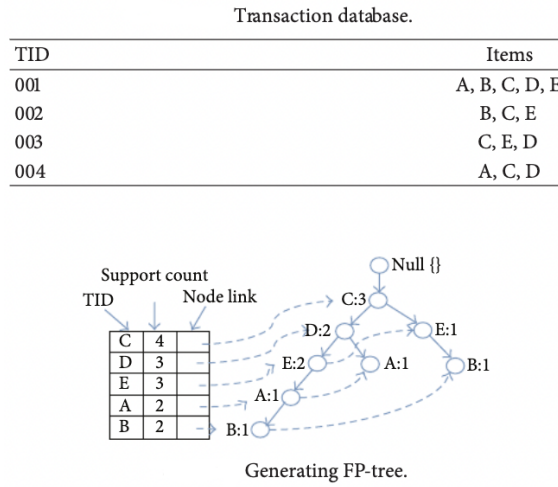 Transaction database.
TID Items
001 A, B, C, D, E
002 B, C, E
003 C, E, D
004 A, C, D
Null {}
Support count
TID Node link
C:3
C 4
D:2 E:1
D 3
E:2 A:1 B:1
E 3
A:1
A 2
B 2
B:1
Generating FP-tree.